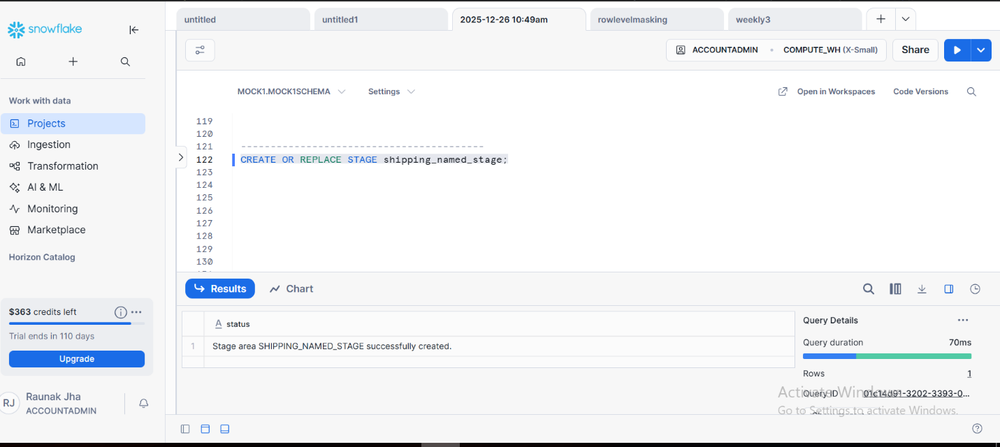 snowflake
untitled
untitled1
2025-12-26 10:49am
rowlevelmasking
weekly3
ACCOUNTADMIN • COMPUTE_WH (X-Small)
Share
Work with data
Projects
Ingestion
Transformation
AI & ML
Monitoring
Marketplace
Horizon Catalog
$363 credits left
Trial ends in 110 days
Upgrade
RJ
Raunak Jha
ACCOUNTADMIN
MOCK1.MOCK1SCHEMA
Settings
Open in Workspaces
Code Versions
119
120
121 -----------------------------------------
122 CREATE OR REPLACE STAGE shipping_named_stage;
123
124
125
126
127
128
129
130
Results
Chart
A status
1 Stage area SHIPPING_NAMED_STAGE successfully created.
Query Details
Query duration 70ms
Rows 1
Query ID
Activate Windows
Go to Settings to activate Windows.